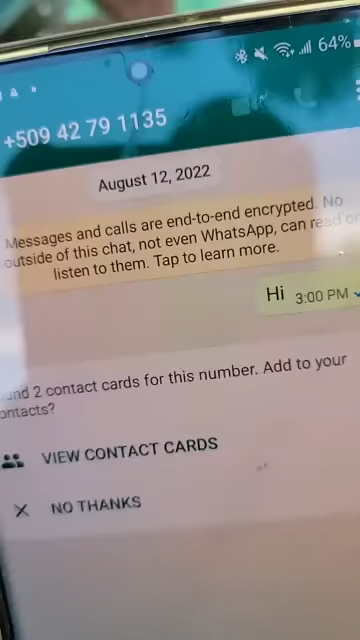 64%
+509 42 79 1135
August 12, 2022
Messages and calls are end-to-end encrypted. No
outside of this chat, not even WhatsApp, can read or
listen to them. Tap to learn more.
Hi 3:00 PM
2 contact cards for this number. Add to your
VIEW CONTACT CARDS
NO THANKS